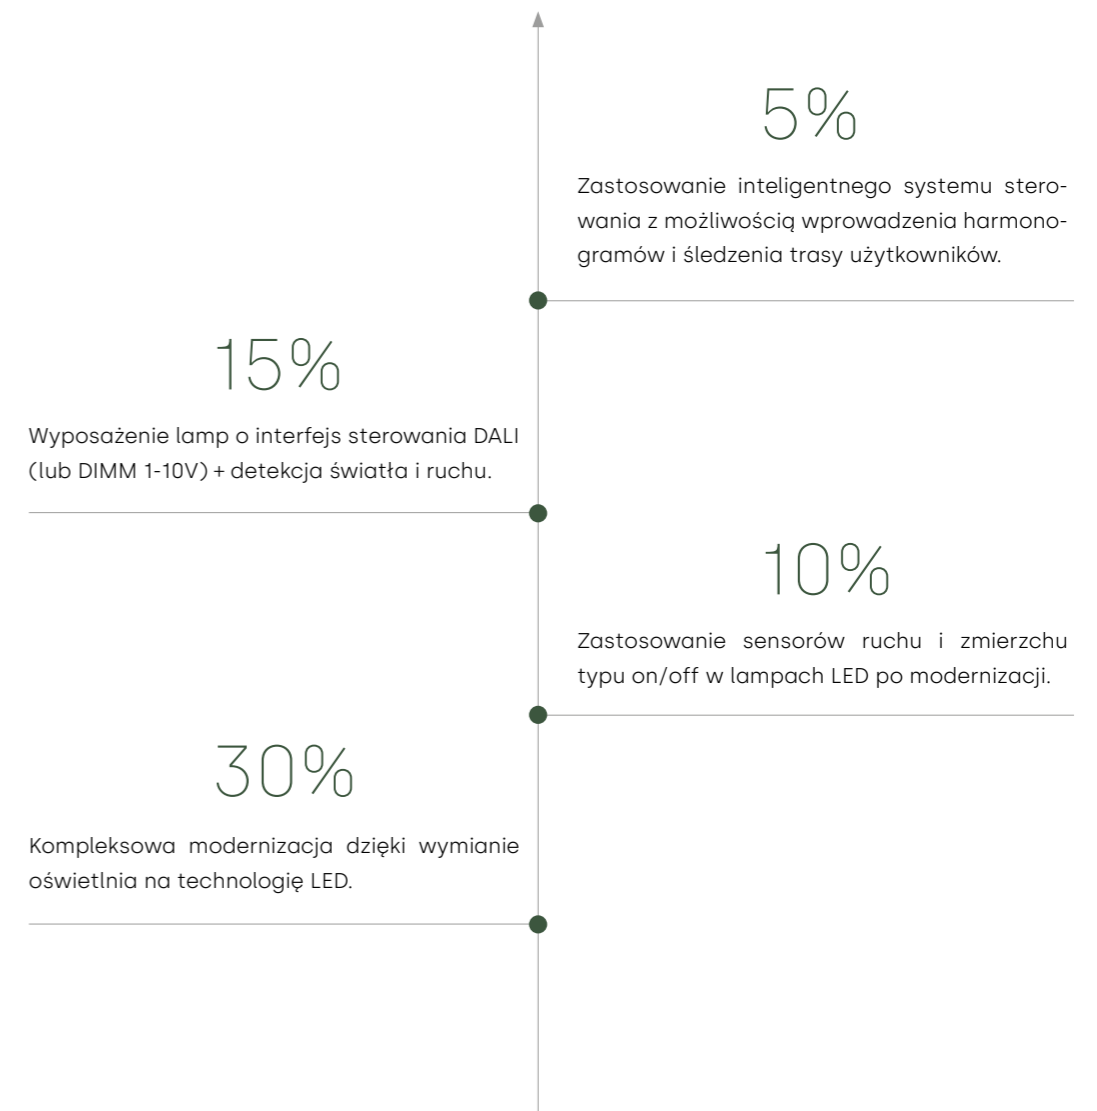 5%
Zastosowanie inteligentnego systemu stero-
wania z możliwością wprowadzenia harmono-
gramów i śledzenia trasy użytkowników.
15%
Wyposażenie lamp o interfejs sterowania DALI
(lub DIMM 1-10V) + detekcja światła i ruchu.
10%
Zastosowanie sensorów ruchu i zmierzchu
typu on/off w lampach LED po modernizacji.
30%
Kompleksowa modernizacja dzięki wymianie
oświetlnia na technologię LED.